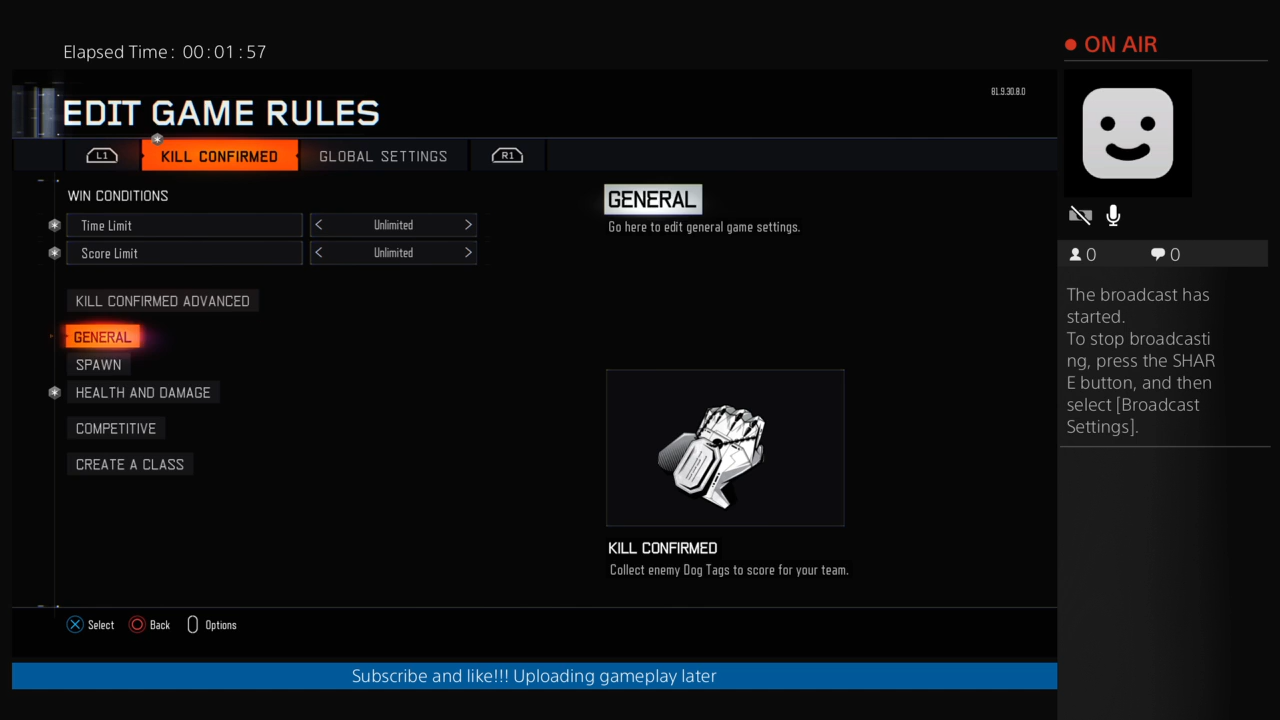 Elapsed Time: 00:01:57
ON AIR
EDIT GAME RULES
81.9.30.8.0
L1
KILL CONFIRMED
GLOBAL SETTINGS
R1
WIN CONDITIONS
Time Limit
Unlimited
Score Limit
Unlimited
KILL CONFIRMED ADVANCED
GENERAL
SPAWN
HEALTH AND DAMAGE
COMPETITIVE
CREATE A CLASS
GENERAL
Go here to edit general game settings.
KILL CONFIRMED
Collect enemy Dog Tags to score for your team.
Select
Back
Options
Subscribe and like!!! Uploading gameplay later
0
0
The broadcast has
started.
To stop broadcasti
ng, press the SHAR
E button, and then
select [Broadcast
Settings].